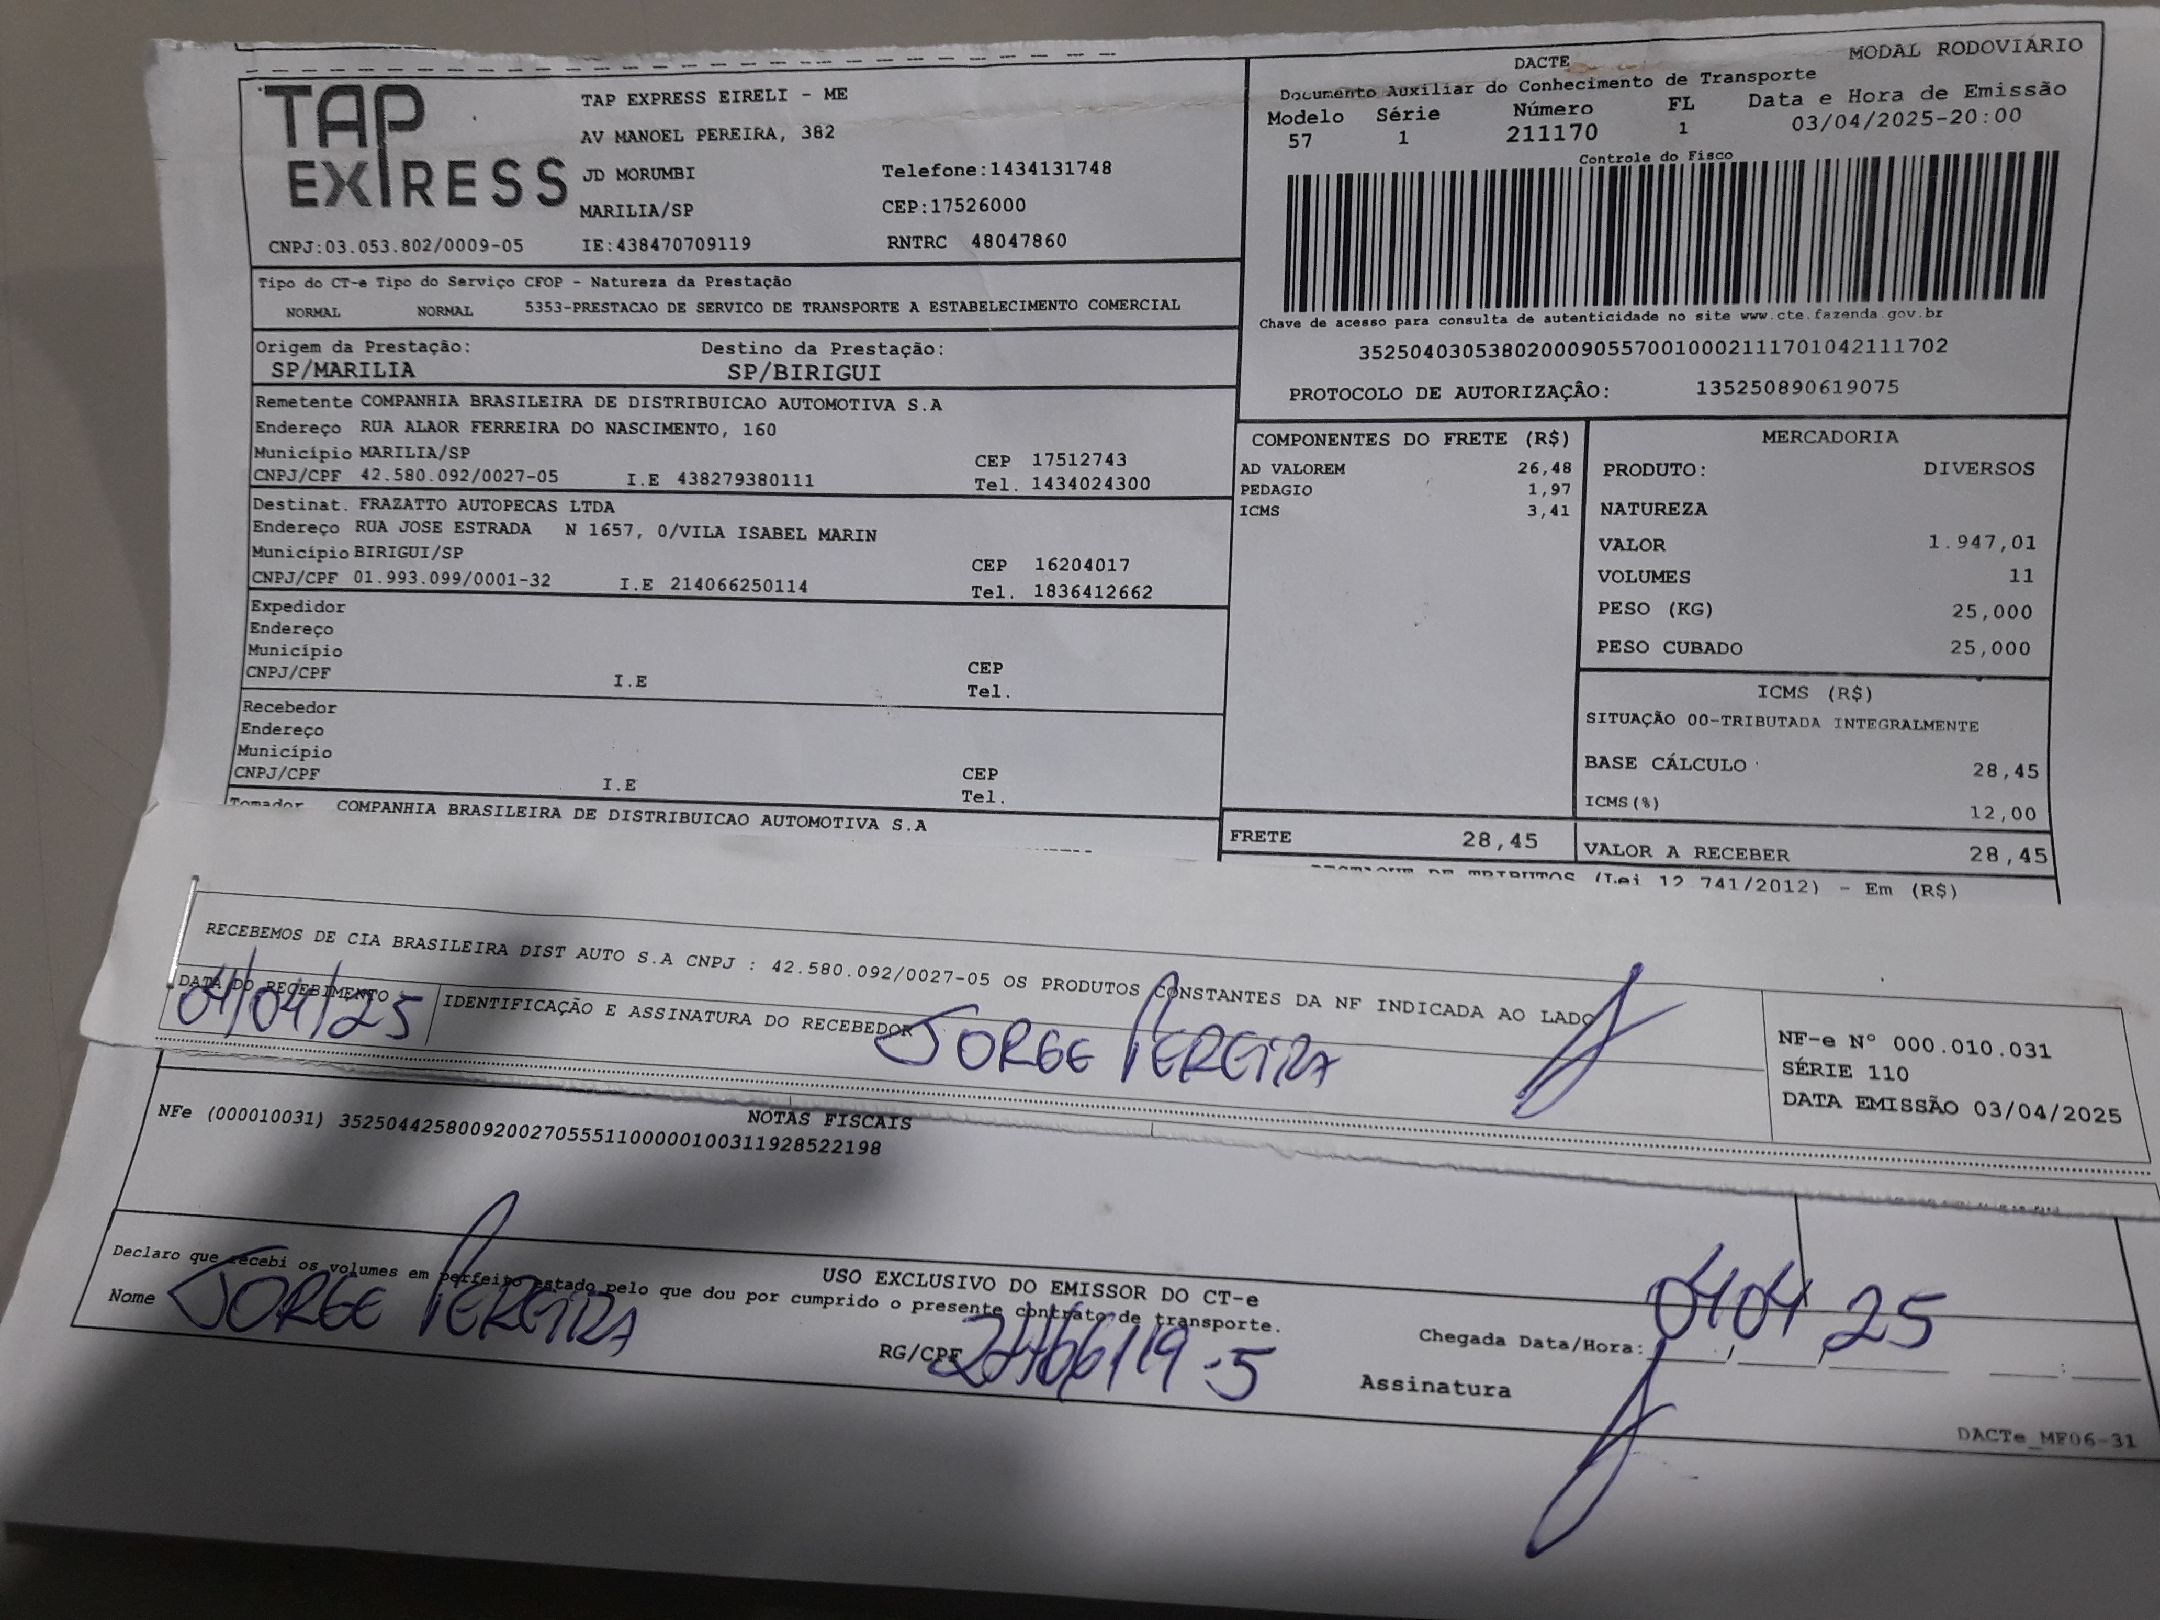 TAP EXPRESS
TAP EXPRESS EIRELI - ME
AV MANOEL PEREIRA, 382
JD MORUMBI Telefone:1434131748
MARILIA/SP CEP:17526000
CNPJ:03.053.802/0009-05 IE:438470709119 RNTRC 48047860
DACTE MODAL RODOVIÁRIO
Documento Auxiliar do Conhecimento de Transporte
Modelo Série Número FL Data e Hora de Emissão
57 1 211170 1 03/04/2025-20:00
Controle do Fisco
Chave de acesso para consulta de autenticidade no site www.cte.fazenda.gov.br
35250403053802000905570010002111701042111702
PROTOCOLO DE AUTORIZAÇÃO: 135250890619075
Tipo do CT-e Tipo do Serviço CFOP - Natureza da Prestação
NORMAL NORMAL 5353-PRESTACAO DE SERVICO DE TRANSPORTE A ESTABELECIMENTO COMERCIAL
Origem da Prestação: Destino da Prestação:
SP/MARILIA SP/BIRIGUI
Remetente COMPANHIA BRASILEIRA DE DISTRIBUICAO AUTOMOTIVA S.A
Endereço RUA ALAOR FERREIRA DO NASCIMENTO, 160
Município MARILIA/SP CEP 17512743
CNPJ/CPF 42.580.092/0027-05 I.E 438279380111 Tel. 1434024300
Destinat. FRAZATTO AUTOPECAS LTDA
Endereço RUA JOSE ESTRADA N 1657, 0/VILA ISABEL MARIN
Município BIRIGUI/SP CEP 16204017
CNPJ/CPF 01.993.099/0001-32 I.E 214066250114 Tel. 1836412662
Expedidor
Endereço
Município CEP
CNPJ/CPF I.E Tel.
Recebedor
Endereço
Município CEP
CNPJ/CPF I.E Tel.
Tomador COMPANHIA BRASILEIRA DE DISTRIBUICAO AUTOMOTIVA S.A
COMPONENTES DO FRETE (R$)
AD VALOREM 26,48
PEDAGIO 1,97
ICMS 3,41
FRETE 28,45
MERCADORIA
PRODUTO: DIVERSOS
NATUREZA
VALOR 1.947,01
VOLUMES 11
PESO (KG) 25,000
PESO CUBADO 25,000
ICMS (R$)
SITUAÇÃO 00-TRIBUTADA INTEGRALMENTE
BASE CÁLCULO 28,45
ICMS(%) 12,00
VALOR A RECEBER 28,45
DE TRIBUTOS (Lei 12.741/2012) - Em (R$)
RECEBEMOS DE CIA BRASILEIRA DIST AUTO S.A CNPJ : 42.580.092/0027-05 OS PRODUTOS CONSTANTES DA NF INDICADA AO LADO
DATA DO RECEBIMENTO IDENTIFICAÇÃO E ASSINATURA DO RECEBEDOR
04/04/25 JORGE PEREIRA
NF-e Nº 000.010.031
SÉRIE 110
DATA EMISSÃO 03/04/2025
NOTAS FISCAIS
NFe (000010031) 35250442580092002705551100000100311928522198
USO EXCLUSIVO DO EMISSOR DO CT-e
Declaro que recebi os volumes em perfeito estado pelo que dou por cumprido o presente contrato de transporte.
Nome JORGE PEREIRA
RG/CPF
Chegada Data/Hora: 04 04 25
Assinatura
DACTe_MF06-31